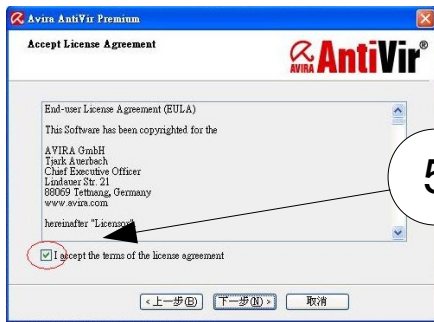 Avira AntiVir Premium
Accept License Agreement
AVIRA AntiVir®
End-user License Agreement (EULA)
This Software has been copyrighted for the
AVIRA GmbH
Tjark Auerbach
Chief Executive Officer
Lindauer Str. 21
88069 Tettnang, Germany
www.avira.com
hereinafter "Licensor"
5
I accept the terms of the license agreement
<上一步(B)
下一步(N)>
取消